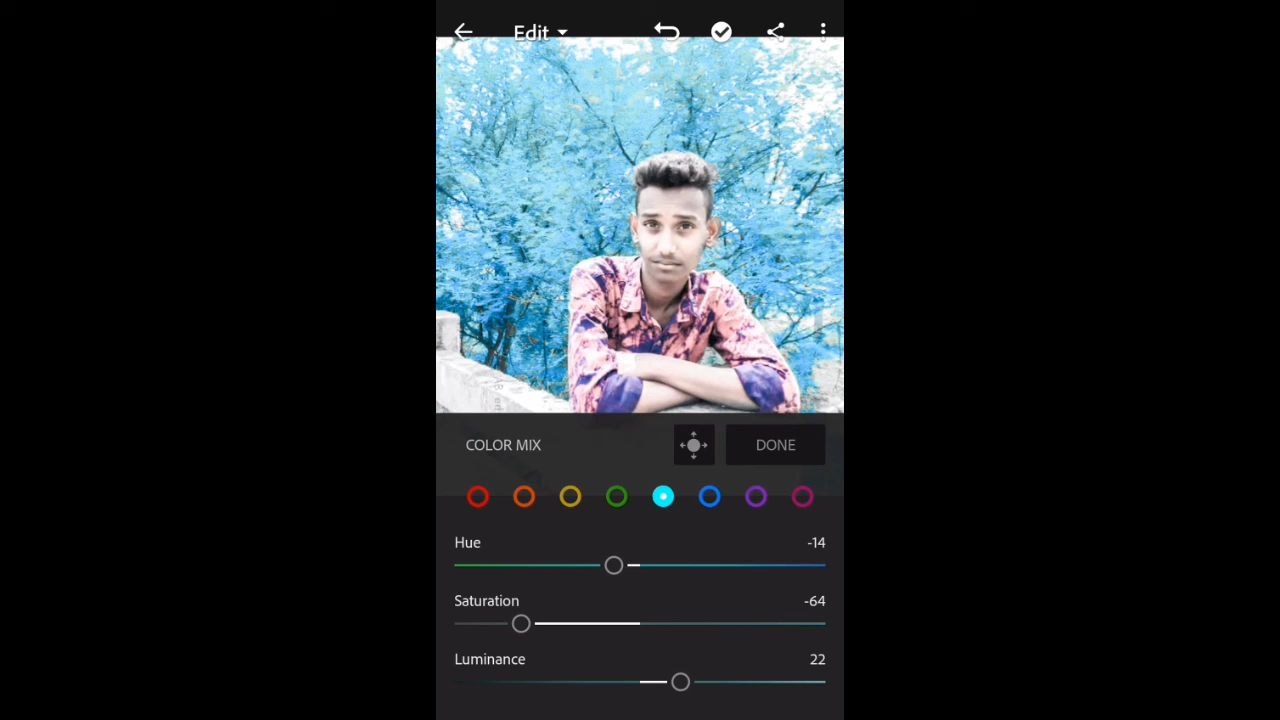 Edit
COLOR MIX
DONE
Hue -14
Saturation -64
Luminance 22